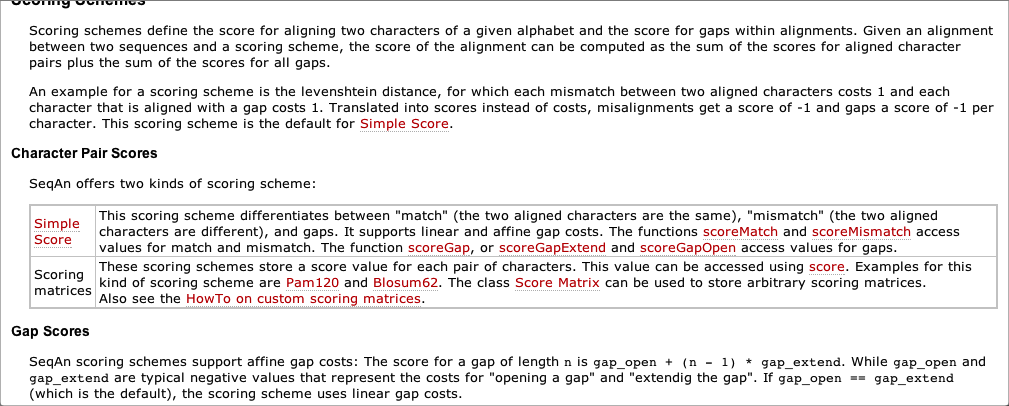 Scoring Schemes
Scoring schemes define the score for aligning two characters of a given alphabet and the score for gaps within alignments. Given an alignment
between two sequences and a scoring scheme, the score of the alignment can be computed as the sum of the scores for aligned character
pairs plus the sum of the scores for all gaps.
An example for a scoring scheme is the levenshtein distance, for which each mismatch between two aligned characters costs 1 and each
character that is aligned with a gap costs 1. Translated into scores instead of costs, misalignments get a score of -1 and gaps a score of -1 per
character. This scoring scheme is the default for Simple Score.
Character Pair Scores
SeqAn offers two kinds of scoring scheme:
Simple
Score
This scoring scheme differentiates between "match" (the two aligned characters are the same), "mismatch" (the two aligned
characters are different), and gaps. It supports linear and affine gap costs. The functions scoreMatch and scoreMismatch access
values for match and mismatch. The function scoreGap, or scoreGapExtend and scoreGapOpen access values for gaps.
Scoring
matrices
These scoring schemes store a score value for each pair of characters. This value can be accessed using score. Examples for this
kind of scoring scheme are Pam120 and Blosum62. The class Score Matrix can be used to store arbitrary scoring matrices.
Also see the HowTo on custom scoring matrices.
Gap Scores
SeqAn scoring schemes support affine gap costs: The score for a gap of length n is gap_open + (n - 1) * gap_extend. While gap_open and
gap_extend are typical negative values that represent the costs for "opening a gap" and "extendig the gap". If gap_open == gap_extend
(which is the default), the scoring scheme uses linear gap costs.